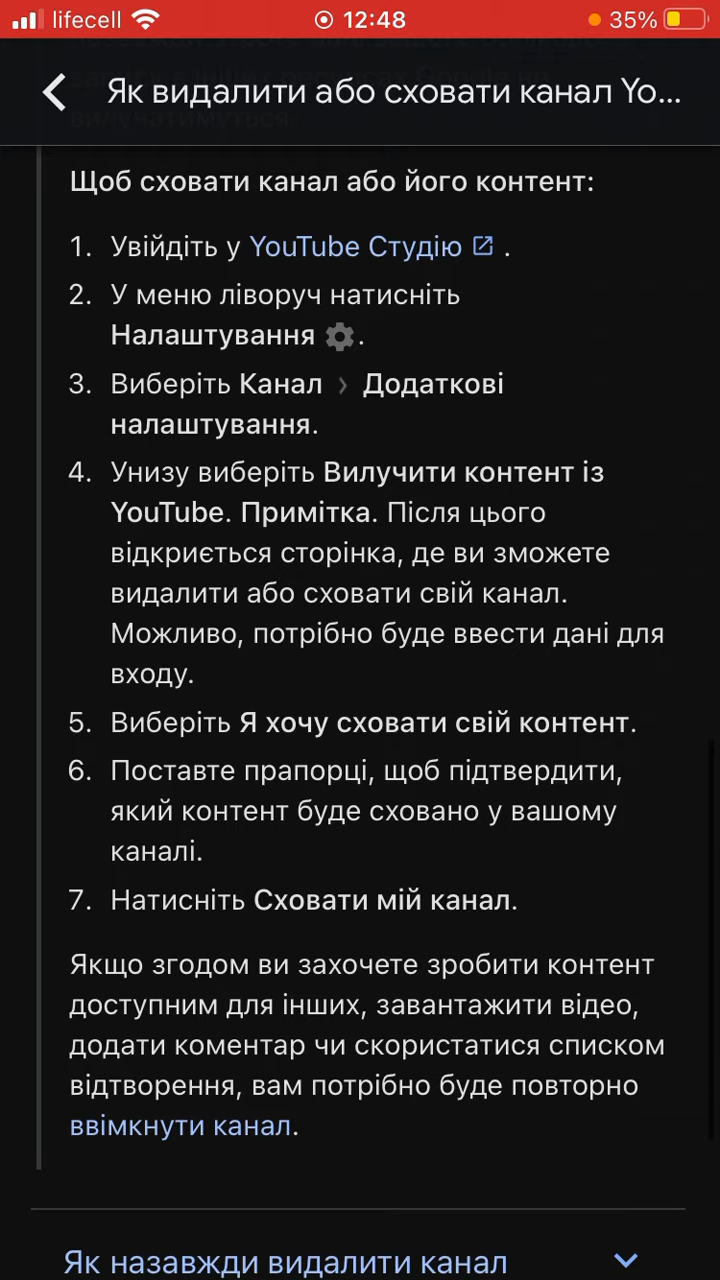 lifecell 12:48 35%
Як видалити або сховати канал Yo...
Щоб сховати канал або його контент:
1. Увійдіть у YouTube Студію .
2. У меню ліворуч натисніть
Налаштування .
3. Виберіть Канал › Додаткові
налаштування.
4. Унизу виберіть Вилучити контент із
YouTube. Примітка. Після цього
відкриється сторінка, де ви зможете
видалити або сховати свій канал.
Можливо, потрібно буде ввести дані для
входу.
5. Виберіть Я хочу сховати свій контент.
6. Поставте прапорці, щоб підтвердити,
який контент буде сховано у вашому
каналі.
7. Натисніть Сховати мій канал.
Якщо згодом ви захочете зробити контент
доступним для інших, завантажити відео,
додати коментар чи скористатися списком
відтворення, вам потрібно буде повторно
ввімкнути канал.
Як назавжди видалити канал